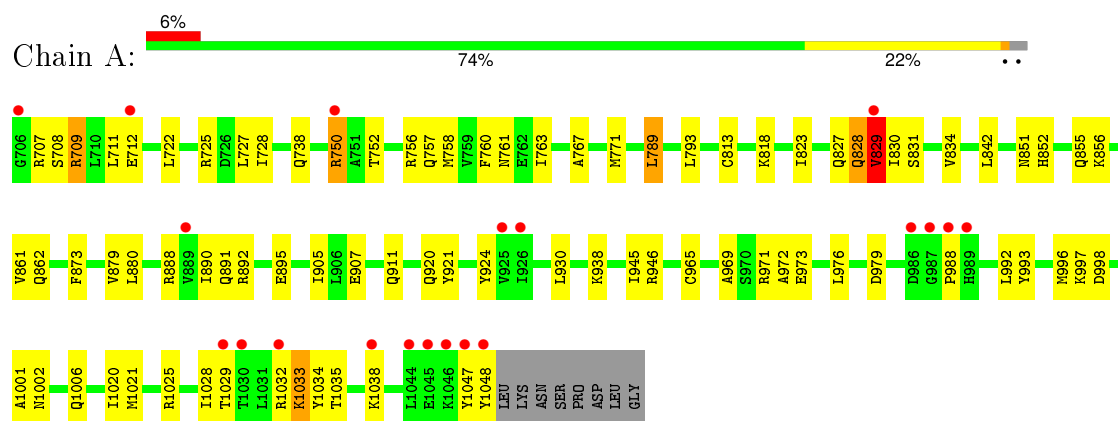 6%
Chain A:
74% 22% • •
G706 R707 S708 R709 L710 L711 E712 L722 R725 D726 L727 I728 Q738 R750 A751 T752 R756 Q757 M758 V759 F760 N761 E762 I763 A767 M771 L789 L793 C813 K818 I823 Q827 Q828 V829 I830 S831 V834 L842 N851 H852 Q855 K856
V861 Q862 F873 V879 L880 R888 V889 I890 Q891 R892 E895 I905 L906 E907 Q911 Q920 Y921 Y924 V925 I926 L930 K938 I945 R946 C965 A969 S970 R971 A972 E973 L976 D979 D986 G987 P988 H989 L992 Y993 M996 K997 D998
A1001 N1002 Q1006 I1020 M1021 R1025 I1028 T1029 T1030 L1031 R1032 K1033 Y1034 T1035 K1038 L1044 E1045 K1046 Y1047 Y1048 LEU LYS ASN SER PRO ASP LEU GLY